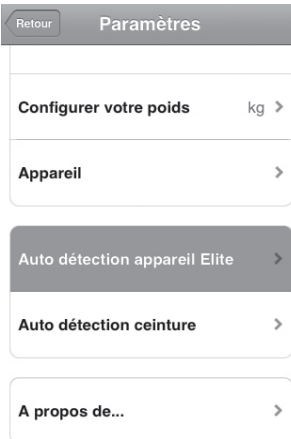 Retour
Paramètres
Configurer votre poids kg
Appareil
Auto détection appareil Elite
Auto détection ceinture
A propos de...